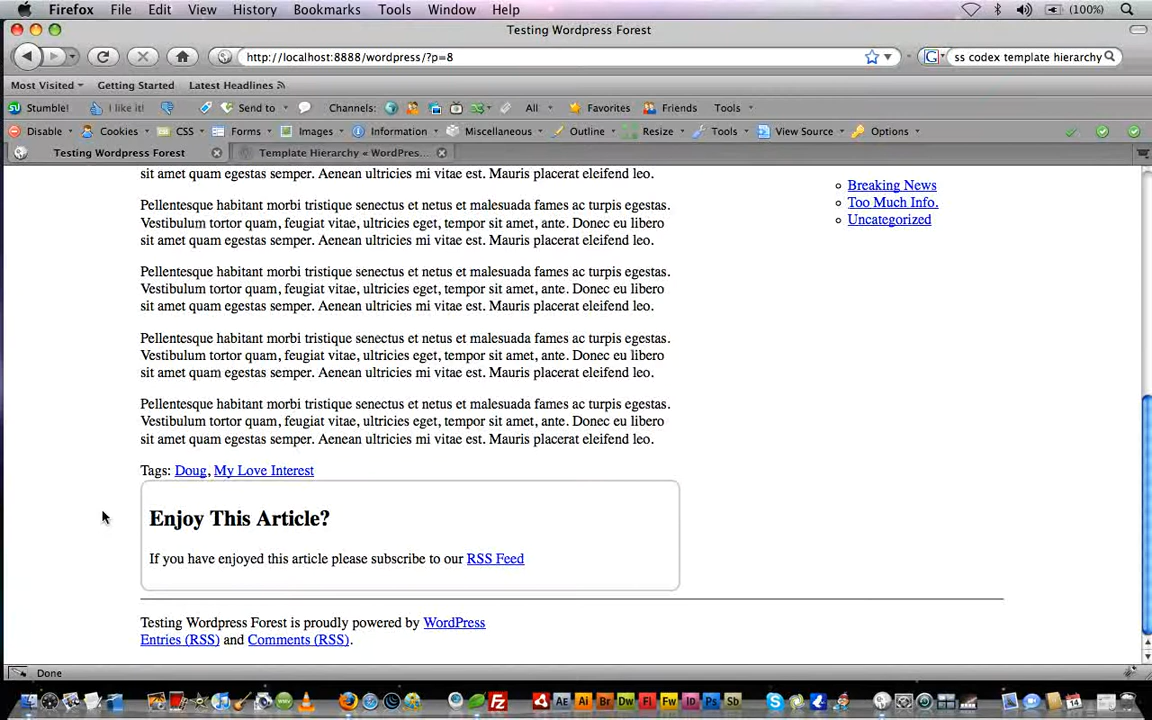 Firefox File Edit View History Bookmarks Tools Window Help (100%)
Testing Wordpress Forest
http://localhost:8888/wordpress/?p=8 ss codex template hierarchy
Most Visited Getting Started Latest Headlines
Stumble! I like it! Send to Channels: All Favorites Friends Tools
Disable Cookies CSS Forms Images Information Miscellaneous Outline Resize Tools View Source Options
Testing Wordpress Forest Template Hierarchy « WordPres...
sit amet quam egestas semper. Aenean ultricies mi vitae est. Mauris placerat eleifend leo.
Breaking News
Too Much Info.
Uncategorized
Pellentesque habitant morbi tristique senectus et netus et malesuada fames ac turpis egestas.
Vestibulum tortor quam, feugiat vitae, ultricies eget, tempor sit amet, ante. Donec eu libero
sit amet quam egestas semper. Aenean ultricies mi vitae est. Mauris placerat eleifend leo.
Pellentesque habitant morbi tristique senectus et netus et malesuada fames ac turpis egestas.
Vestibulum tortor quam, feugiat vitae, ultricies eget, tempor sit amet, ante. Donec eu libero
sit amet quam egestas semper. Aenean ultricies mi vitae est. Mauris placerat eleifend leo.
Pellentesque habitant morbi tristique senectus et netus et malesuada fames ac turpis egestas.
Vestibulum tortor quam, feugiat vitae, ultricies eget, tempor sit amet, ante. Donec eu libero
sit amet quam egestas semper. Aenean ultricies mi vitae est. Mauris placerat eleifend leo.
Pellentesque habitant morbi tristique senectus et netus et malesuada fames ac turpis egestas.
Vestibulum tortor quam, feugiat vitae, ultricies eget, tempor sit amet, ante. Donec eu libero
sit amet quam egestas semper. Aenean ultricies mi vitae est. Mauris placerat eleifend leo.
Tags: Doug, My Love Interest
Enjoy This Article?
If you have enjoyed this article please subscribe to our RSS Feed
Testing Wordpress Forest is proudly powered by WordPress
Entries (RSS) and Comments (RSS).
Done
Ae Ai Br Dw Fl Fw Id Ps Sb 14